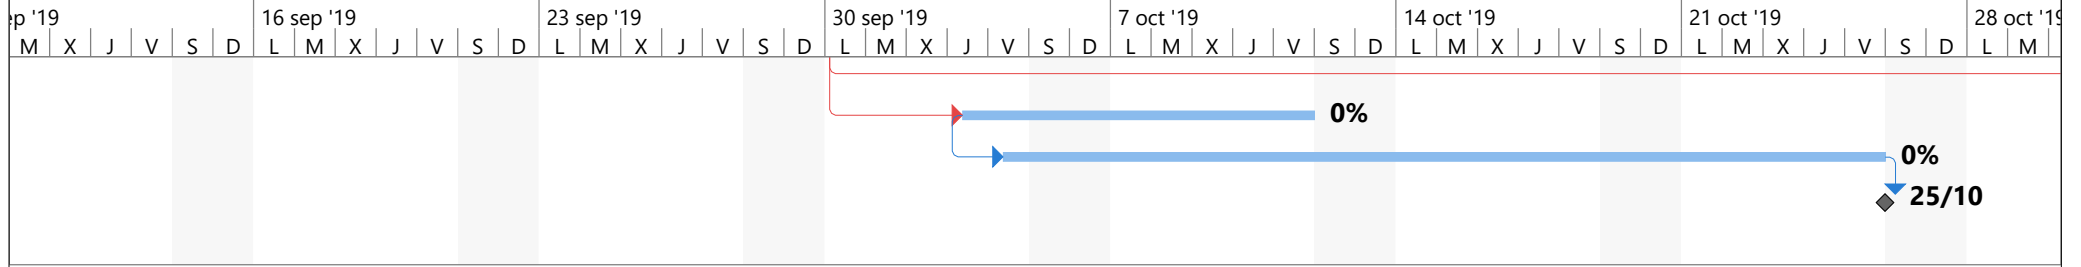 ep '19 16 sep '19 23 sep '19 30 sep '19 7 oct '19 14 oct '19 21 oct '19 28 oct '19
M X J V S D L M X J V S D L M X J V S D L M X J V S D L M X J V S D L M X J V S D L M X J V S D L M
0%
0%
25/10